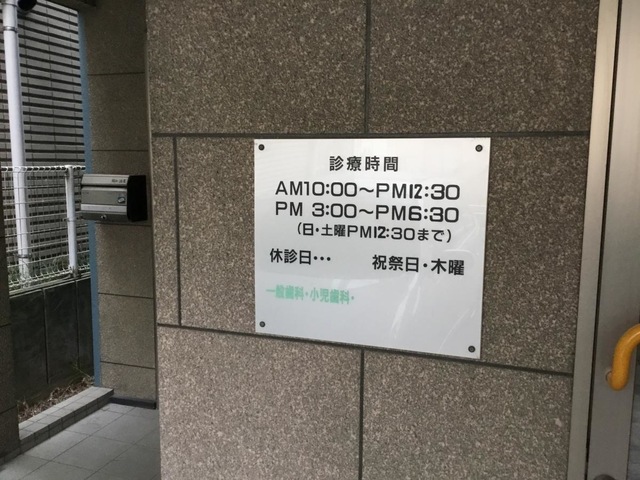 診療時間
AM10:00〜PM12:30
PM 3:00〜PM6:30
(日・土曜PM12:30まで)
休診日・・・ 祝祭日・木曜
一般歯科・小児歯科・